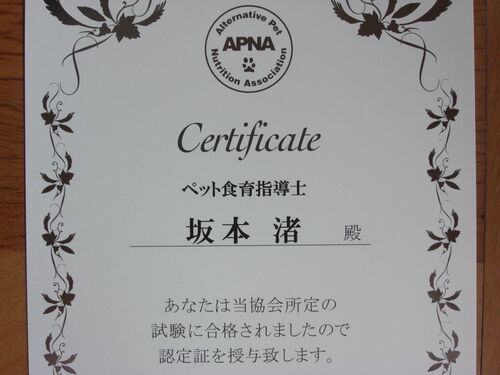 Alternative Pet
APNA
Nutrition Association
Certificate
ペット食育指導士
坂本 渚 殿
あなたは当協会所定の
試験に合格されましたので
認定証を授与致します。